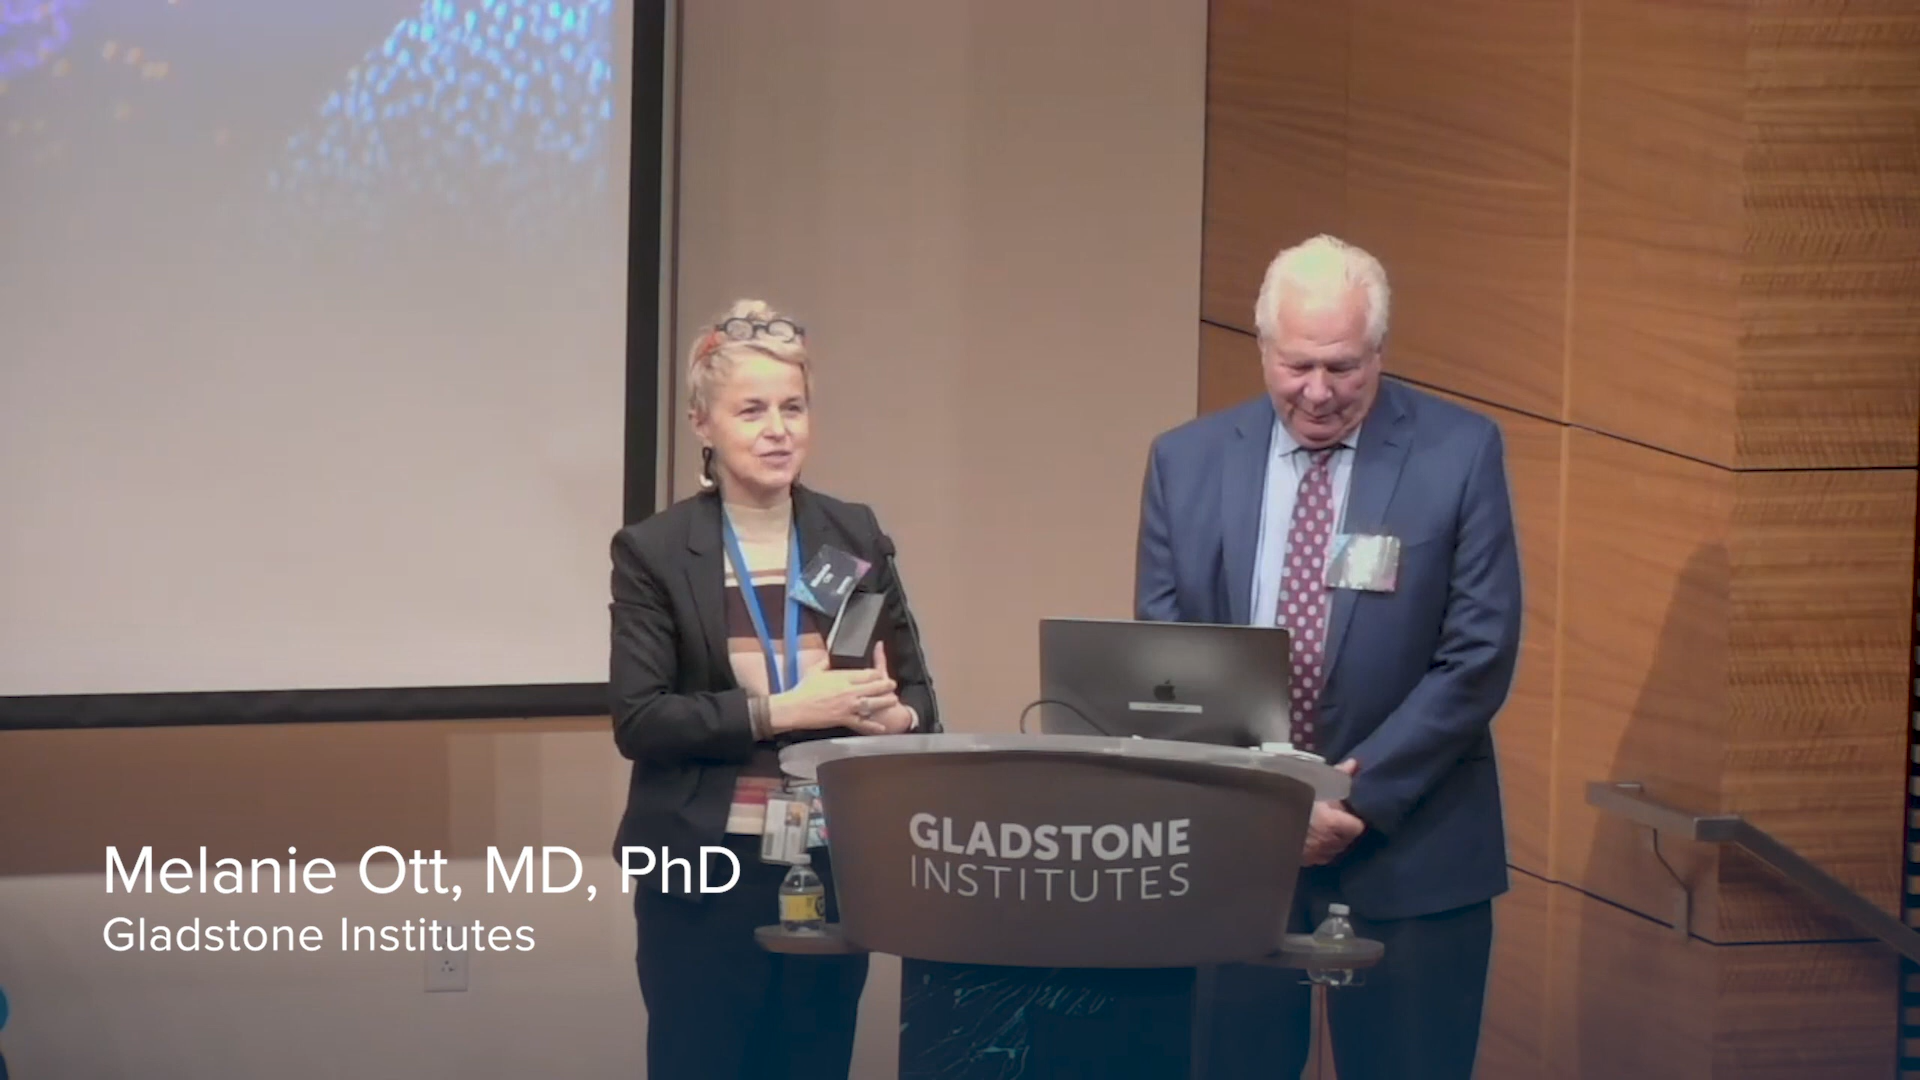 GLADSTONE
INSTITUTES
Melanie Ott, MD, PhD
Gladstone Institutes